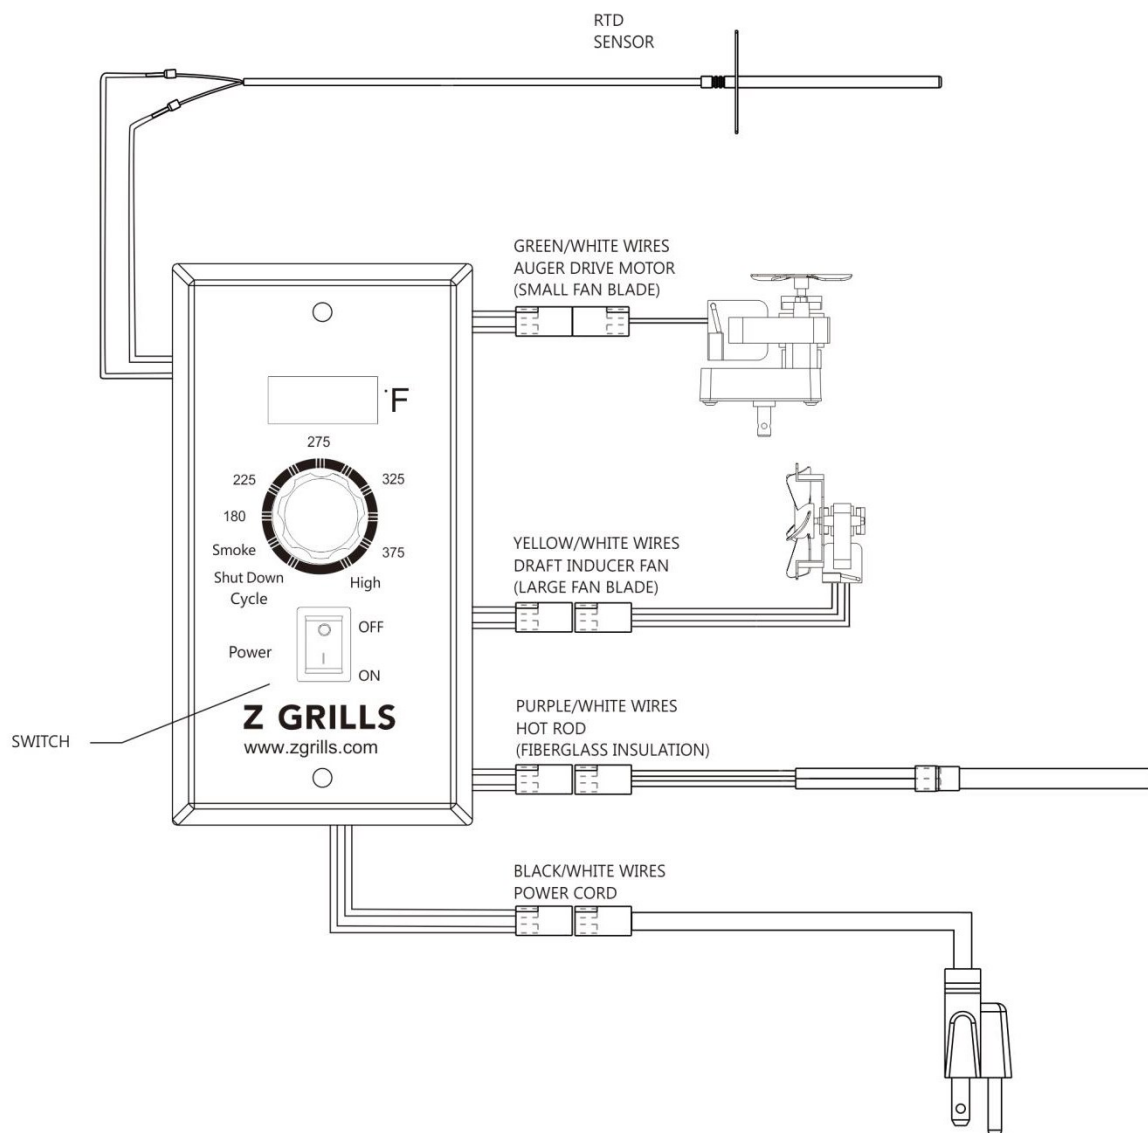 RTD
SENSOR
GREEN/WHITE WIRES
AUGER DRIVE MOTOR
(SMALL FAN BLADE)
°F
275
225
325
180
Smoke
375
Shut Down
Cycle
High
YELLOW/WHITE WIRES
DRAFT INDUCER FAN
(LARGE FAN BLADE)
OFF
Power
ON
SWITCH
Z GRILLS
www.zgrills.com
PURPLE/WHITE WIRES
HOT ROD
(FIBERGLASS INSULATION)
BLACK/WHITE WIRES
POWER CORD